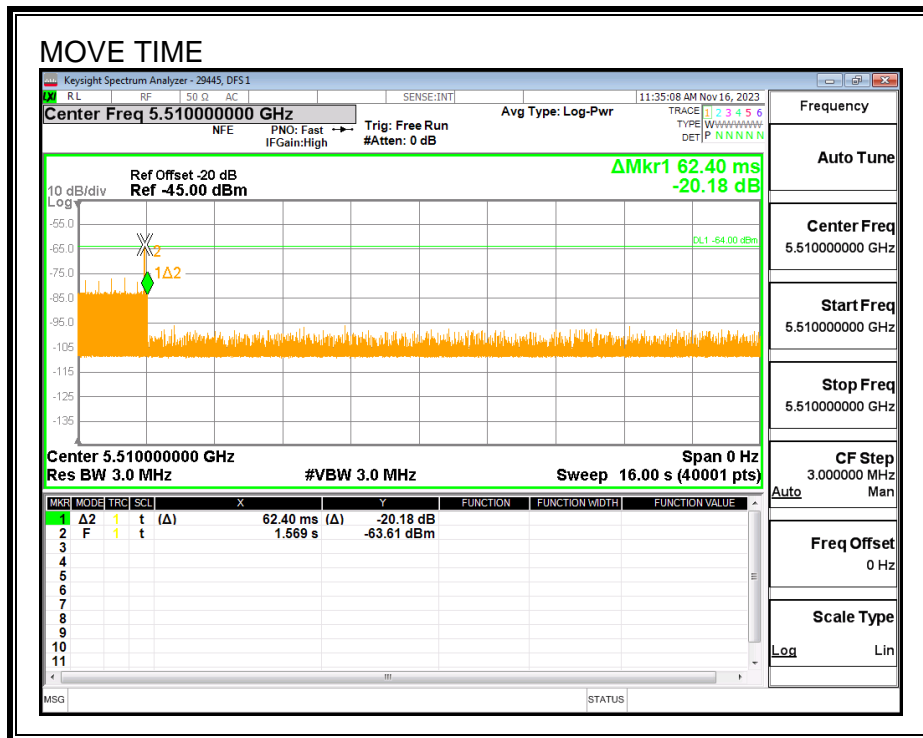 MOVE TIME
Keysight Spectrum Analyzer - 29445, DFS 1
LXI RL RF 50 Ω AC SENSE:INT 11:35:08 AM Nov 16, 2023
Center Freq 5.510000000 GHz
NFE PNO: Fast IFGain:High
Trig: Free Run
#Atten: 0 dB
Avg Type: Log-Pwr
TRACE 1 2 3 4 5 6
TYPE WWWWWW
DET P N N N N N
Ref Offset -20 dB
10 dB/div Ref -45.00 dBm
Log
ΔMkr1 62.40 ms
-20.18 dB
-55.0
-65.0
-75.0
-85.0
-95.0
-105
-115
-125
-135
DL1 -64.00 dBm
2
1Δ2
Center 5.510000000 GHz Span 0 Hz
Res BW 3.0 MHz #VBW 3.0 MHz Sweep 16.00 s (40001 pts)
MKR MODE TRC SCL X Y FUNCTION FUNCTION WIDTH FUNCTION VALUE
1 Δ2 1 t (Δ) 62.40 ms (Δ) -20.18 dB
2 F 1 t 1.569 s -63.61 dBm
3
4
5
6
7
8
9
10
11
MSG STATUS
Frequency
Auto Tune
Center Freq
5.510000000 GHz
Start Freq
5.510000000 GHz
Stop Freq
5.510000000 GHz
CF Step
3.000000 MHz
Auto Man
Freq Offset
0 Hz
Scale Type
Log Lin